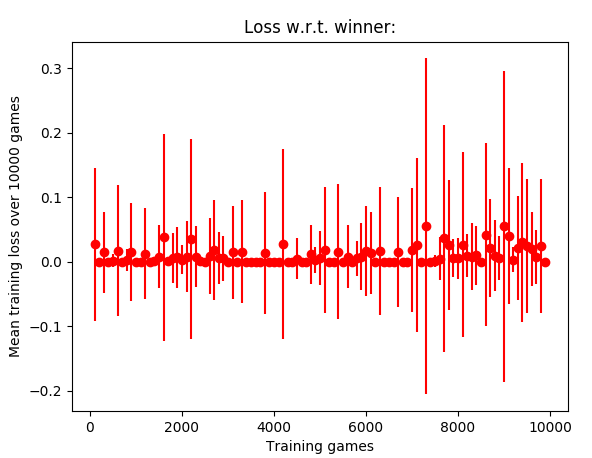 Loss w.r.t. winner:
0.3
0.2
0.1
0.0
−0.1
−0.2
Mean training loss over 10000 games
0 2000 4000 6000 8000 10000
Training games